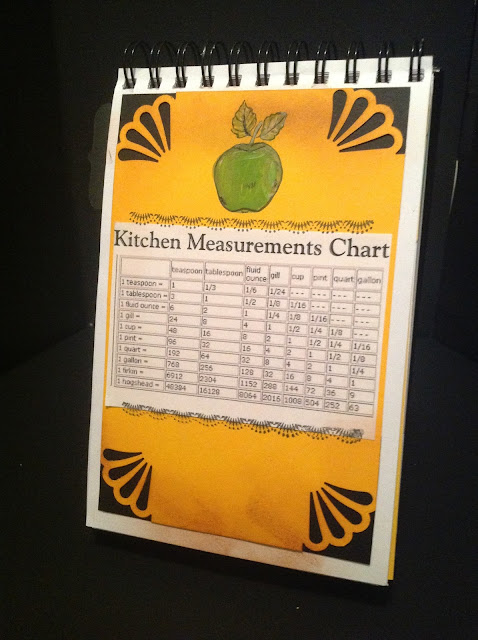 Kitchen Measurements Chart
teaspoon tablespoon fluid ounce gill cup pint quart gallon
1 teaspoon = 1 1/3 1/6 1/24 --- --- --- ---
1 tablespoon = 3 1 1/2 1/8 1/16 --- --- ---
1 fluid ounce = 6 2 1 1/4 1/8 1/16 --- ---
1 gill = 24 8 4 1 1/2 1/4 1/8 ---
1 cup = 48 16 8 2 1 1/2 1/4 1/16
1 pint = 96 32 16 4 2 1 1/2 1/8
1 quart = 192 64 32 8 4 2 1 1/4
1 gallon = 768 256 128 32 16 8 4 1
1 firkin = 6912 2304 1152 288 144 72 36 9
1 hogshead = 48384 16128 8064 2016 1008 504 252 63